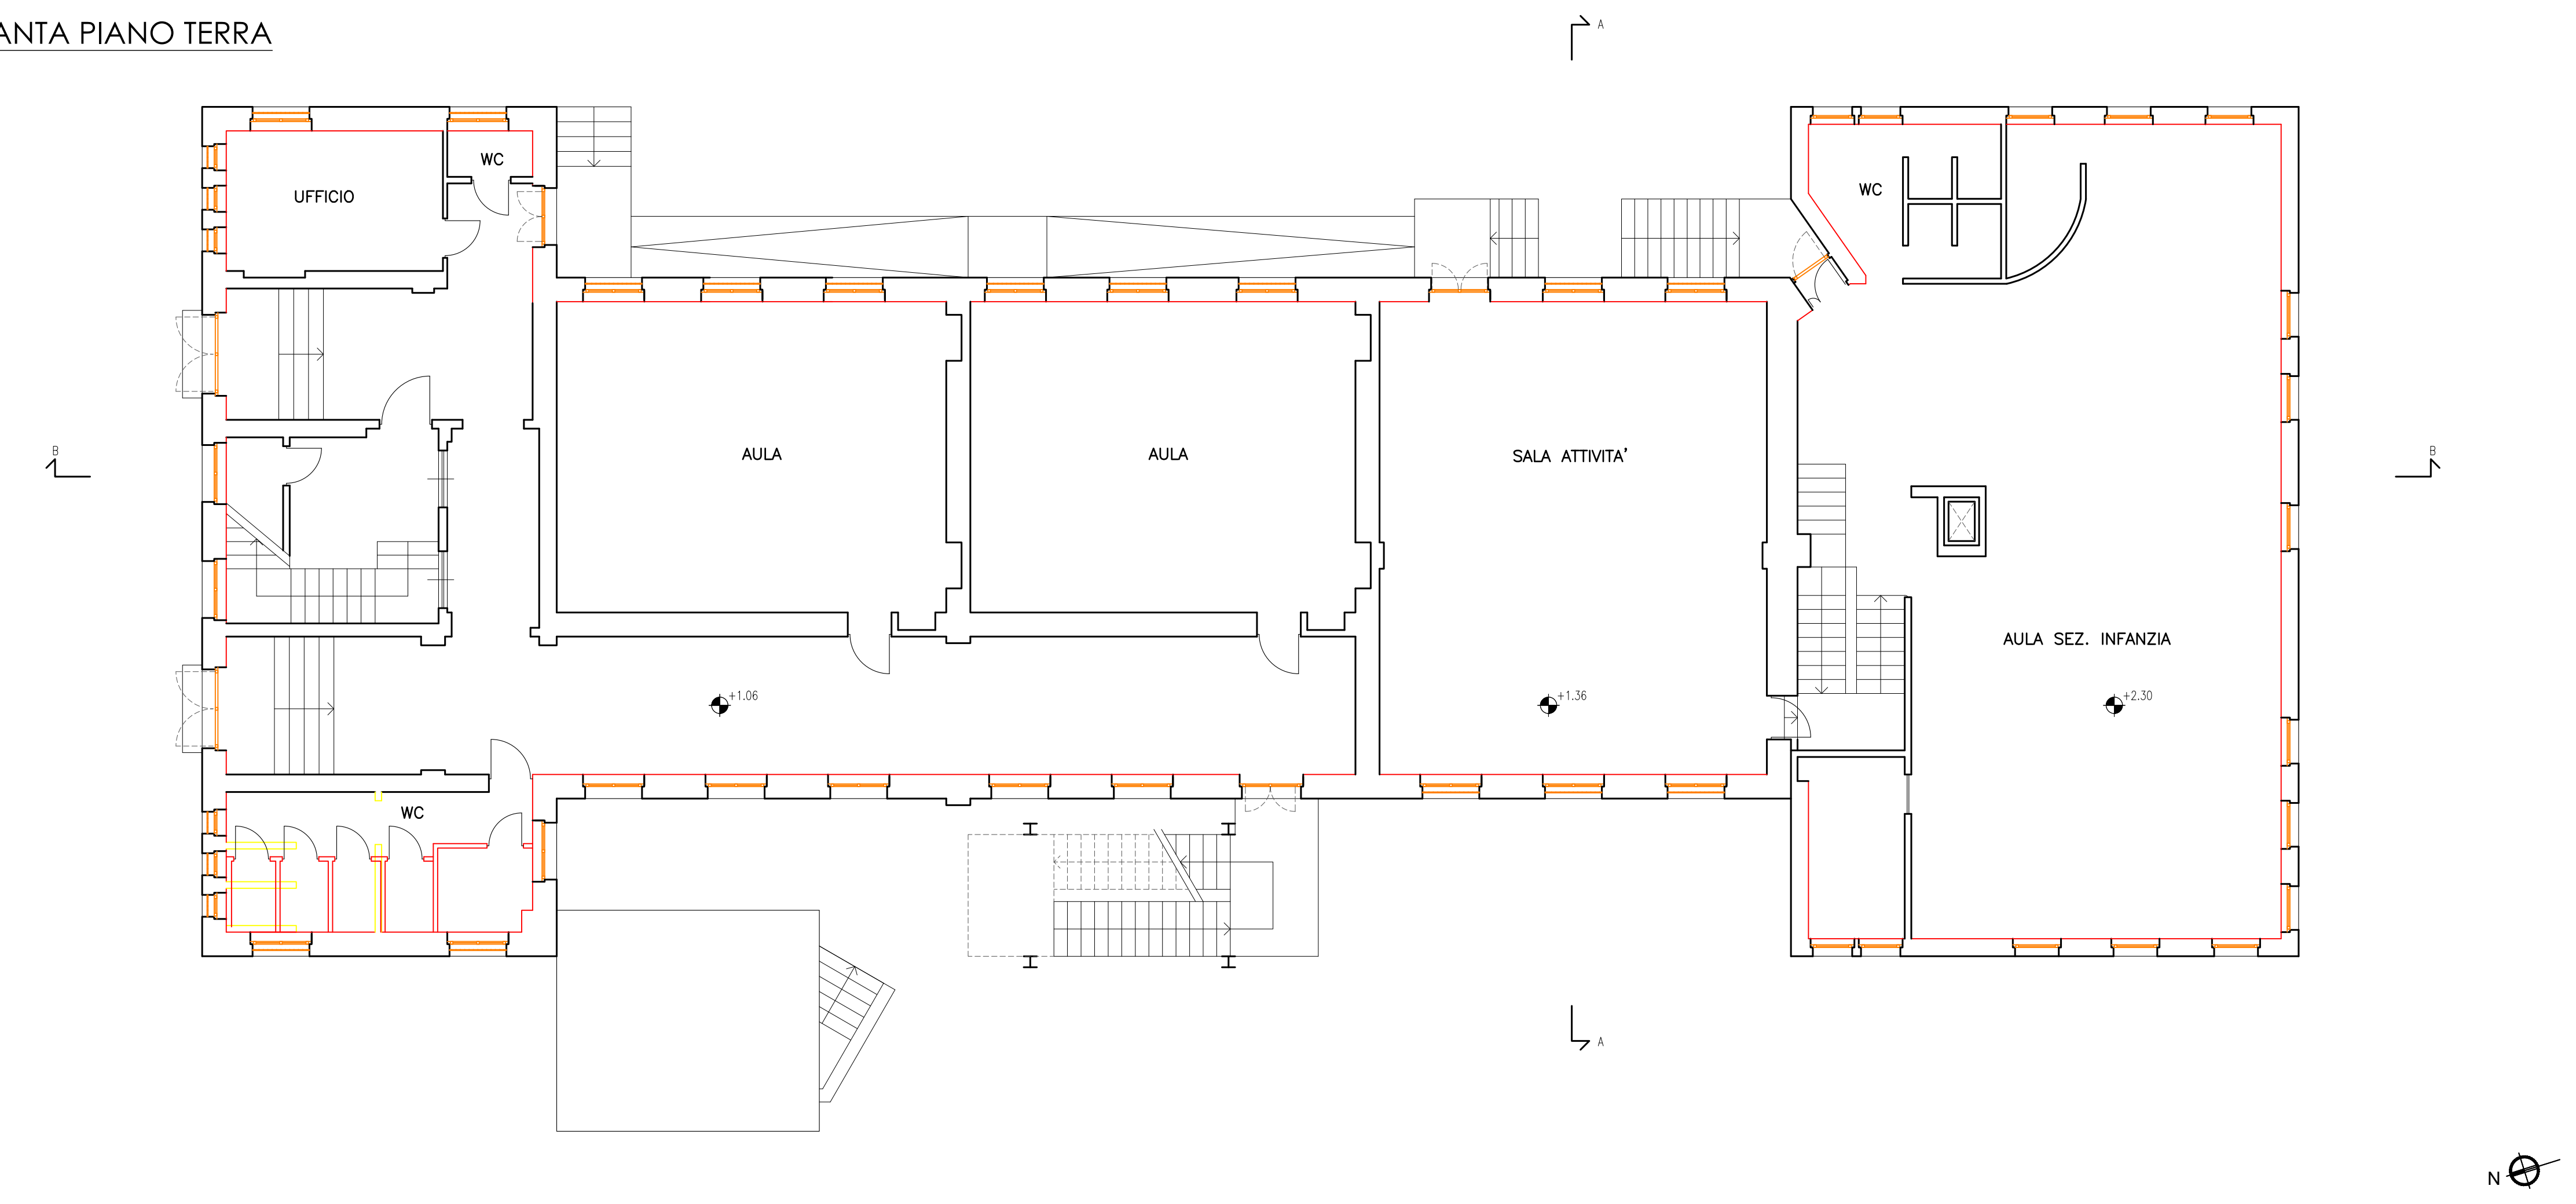 ANTA PIANO TERRA
A
WC
UFFICIO
WC
B
AULA
AULA
SALA ATTIVITA'
B
AULA SEZ. INFANZIA
+1.06
+1.36
+2.30
WC
A
N